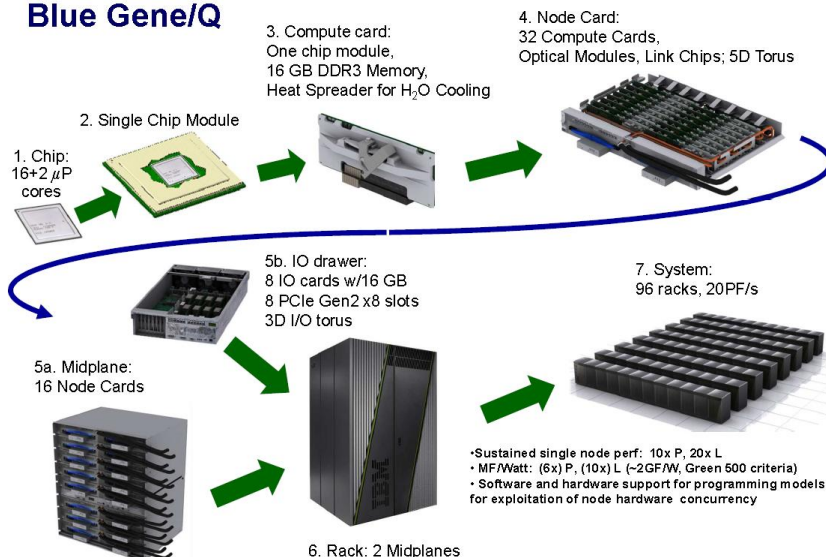 Blue Gene/Q
1. Chip:
16+2 μP
cores
2. Single Chip Module
3. Compute card:
One chip module,
16 GB DDR3 Memory,
Heat Spreader for H₂O Cooling
4. Node Card:
32 Compute Cards,
Optical Modules, Link Chips; 5D Torus
5a. Midplane:
16 Node Cards
5b. IO drawer:
8 IO cards w/16 GB
8 PCIe Gen2 x8 slots
3D I/O torus
6. Rack: 2 Midplanes
IBM
7. System:
96 racks, 20PF/s
•Sustained single node perf: 10x P, 20x L
• MF/Watt: (6x) P, (10x) L (~2GF/W, Green 500 criteria)
• Software and hardware support for programming models
for exploitation of node hardware concurrency